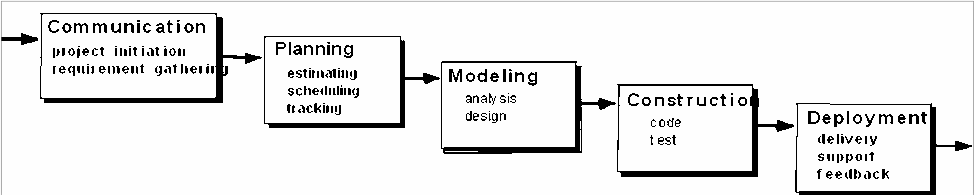 Communication
project initiation
requirement gathering
Planning
estimating
scheduling
tracking
Modeling
analysis
design
Construction
code
test
Deployment
delivery
support
feedback